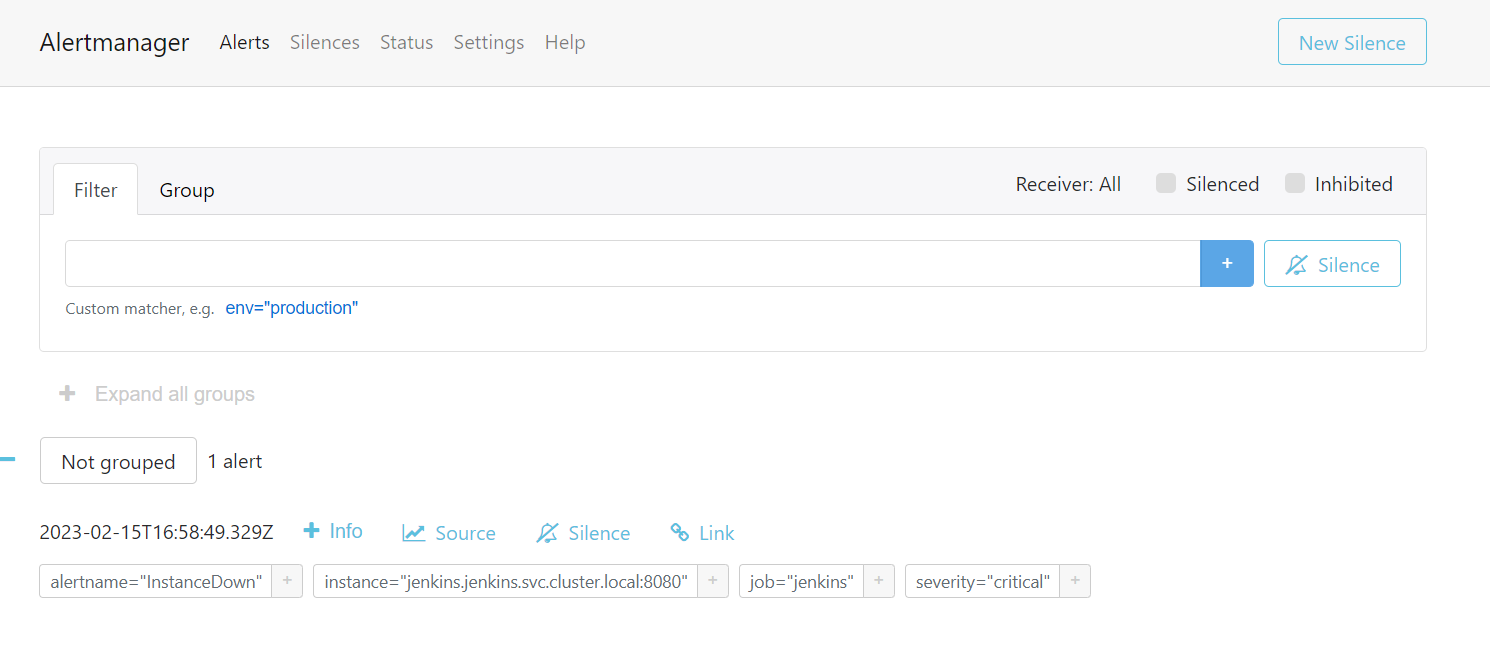 Alertmanager Alerts Silences Status Settings Help New Silence
Filter Group Receiver: All Silenced Inhibited
+ Silence
Custom matcher, e.g. env="production"
+ Expand all groups
Not grouped 1 alert
2023-02-15T16:58:49.329Z + Info Source Silence Link
alertname="InstanceDown" + instance="jenkins.jenkins.svc.cluster.local:8080" + job="jenkins" + severity="critical" +